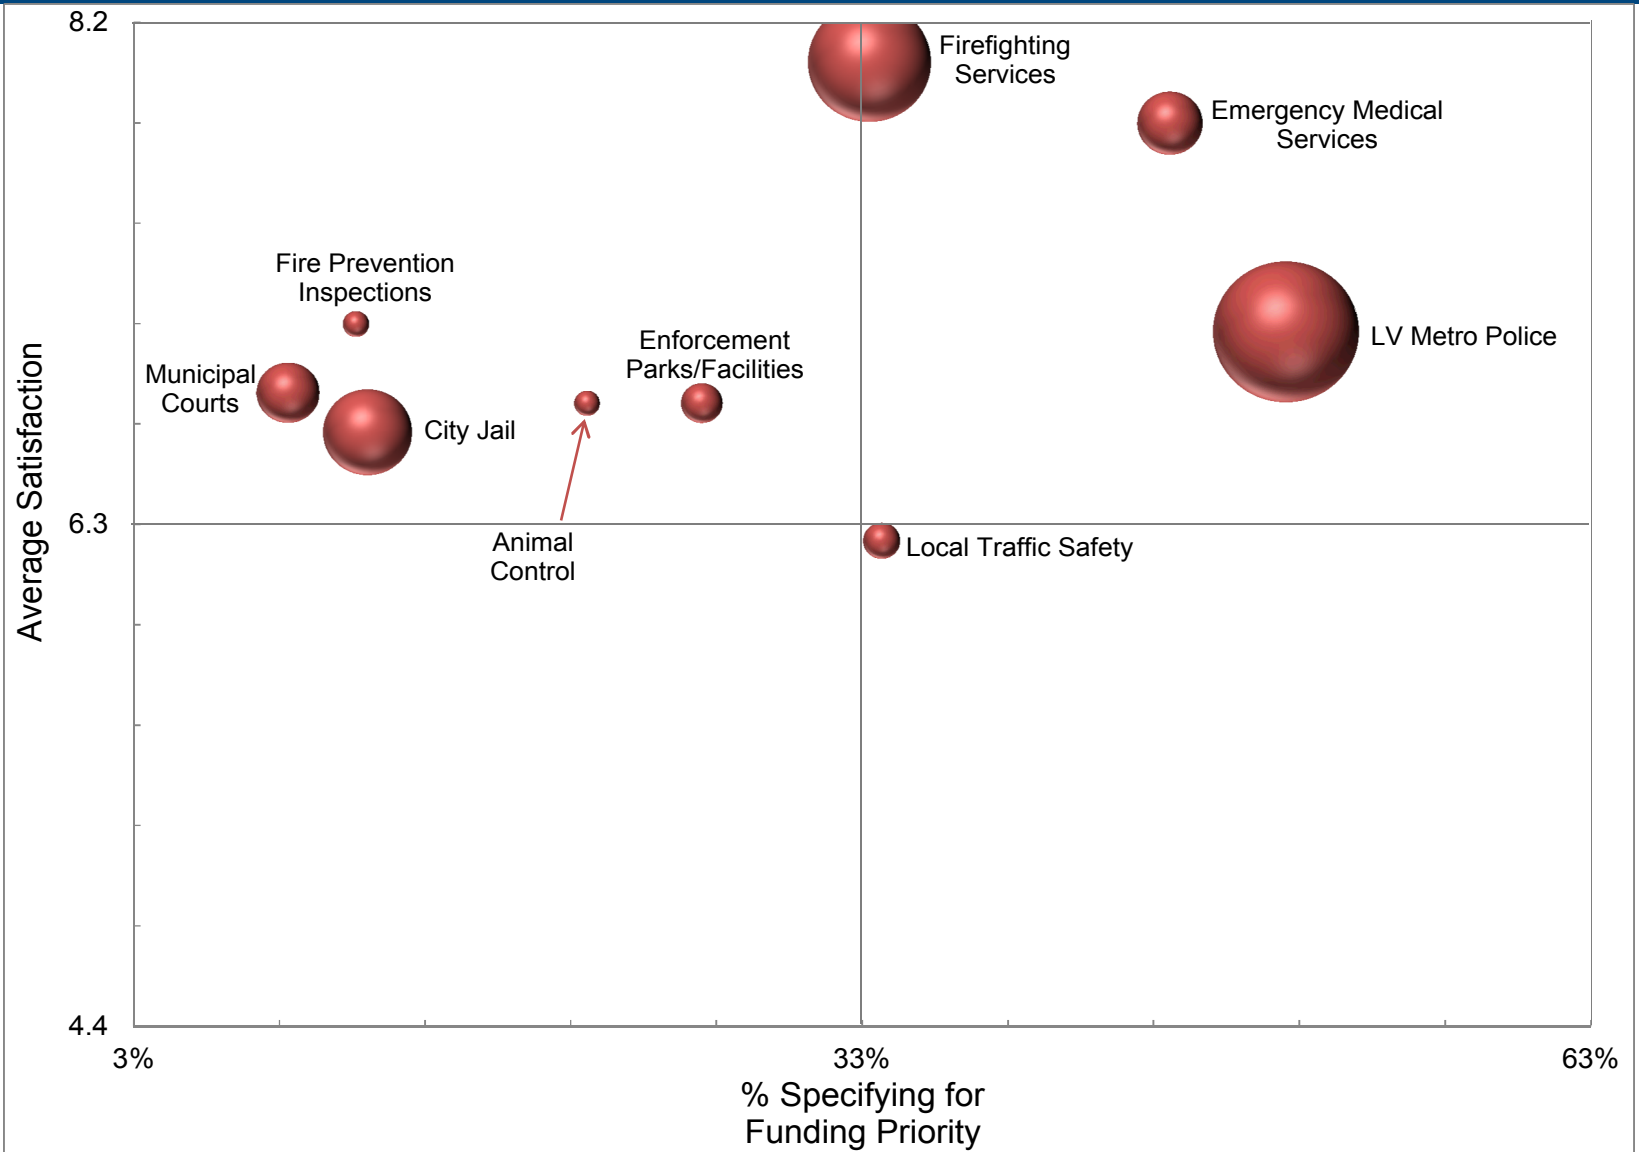 8.2
Firefighting
Services
Emergency Medical
Services
Fire Prevention
Inspections
Enforcement
Parks/Facilities
LV Metro Police
Municipal
Courts
City Jail
Average Satisfaction
6.3
Animal
Control
Local Traffic Safety
4.4
3%
33%
63%
% Specifying for
Funding Priority